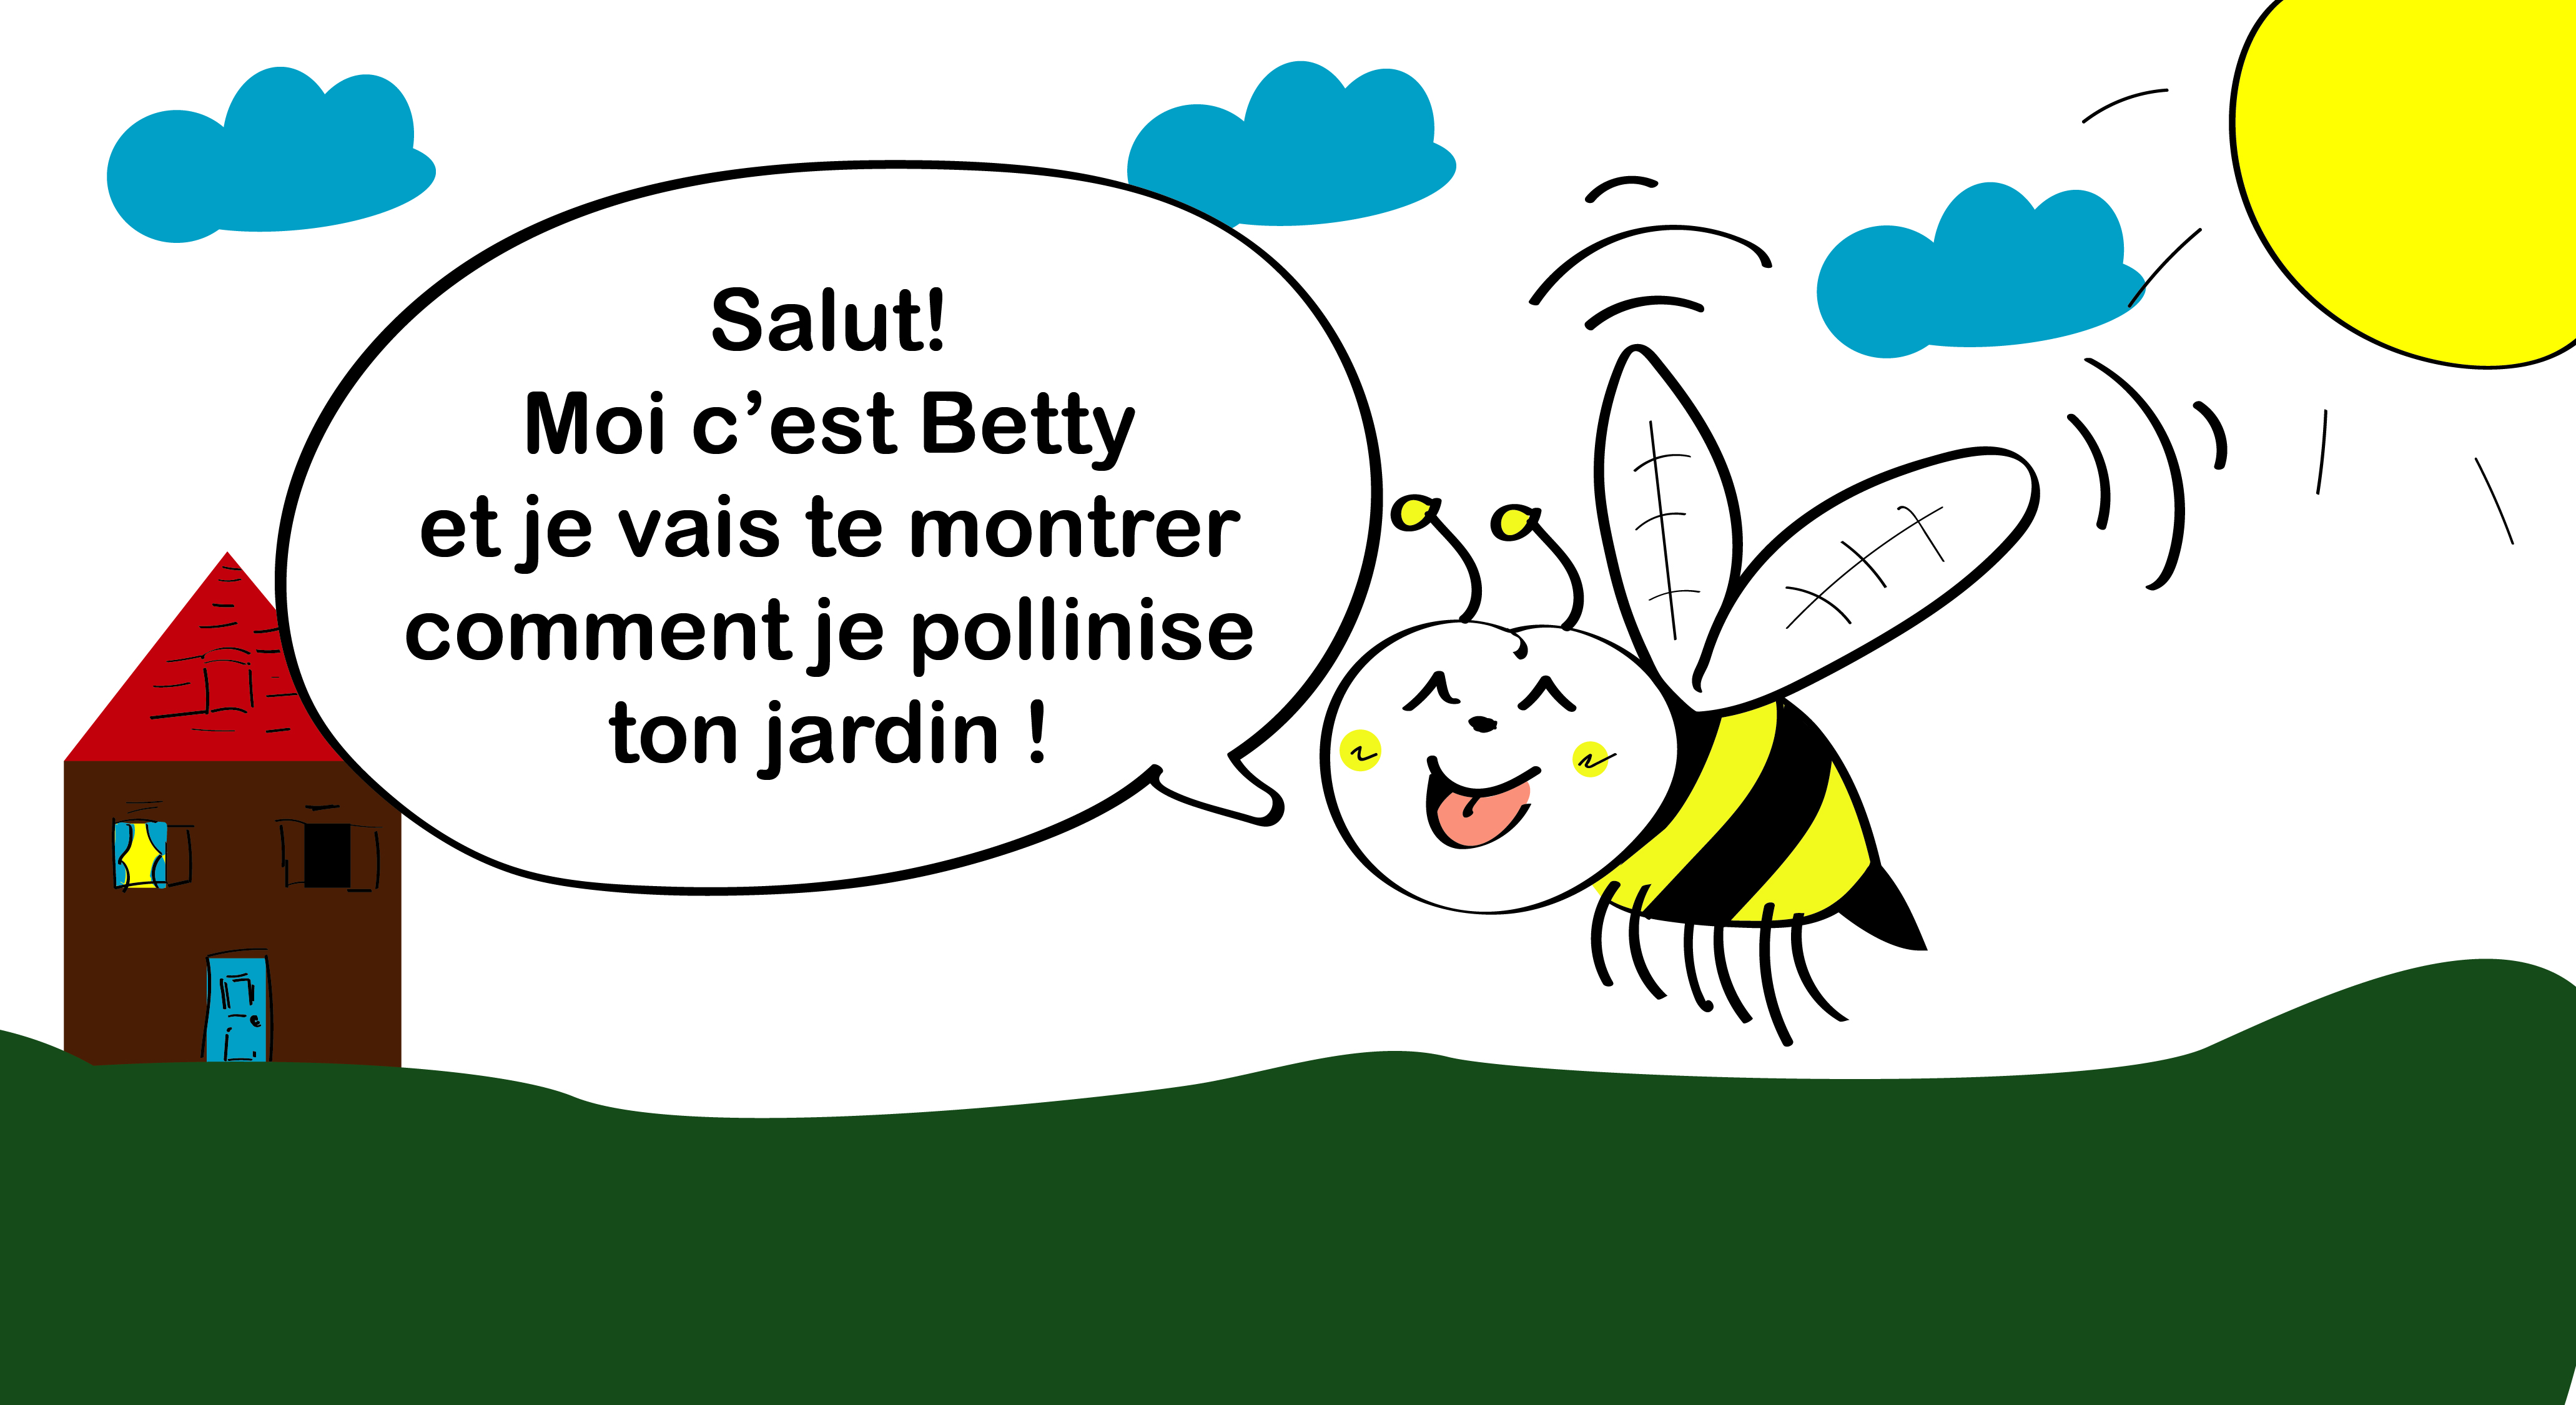 Salut!
Moi c’est Betty
et je vais te montrer
comment je pollinise
ton jardin !